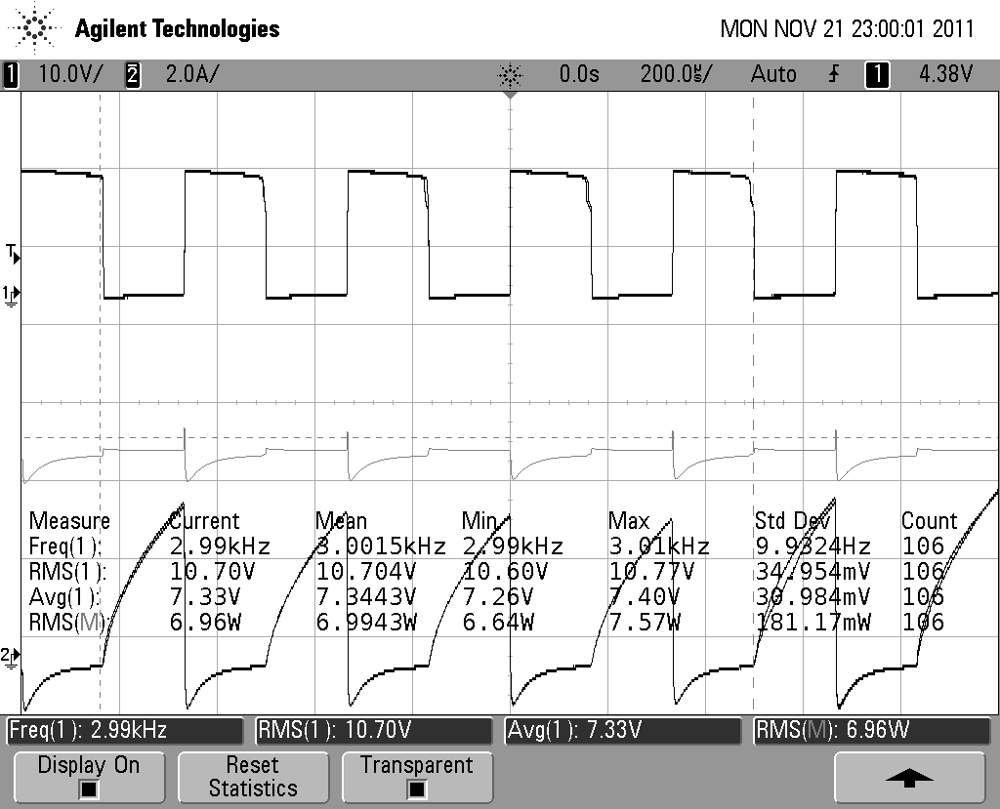 Agilent Technologies MON NOV 21 23:00:01 2011
1 10.0V/ 2 2.0A/ 0.0s 200.0µs/ Auto 1 4.38V
T
1
2
Measure Current Mean Min Max Std Dev Count
Freq(1): 2.99kHz 3.0015kHz 2.99kHz 3.01kHz 9.9324Hz 106
RMS(1): 10.70V 10.704V 10.60V 10.77V 34.954mV 106
Avg(1): 7.33V 7.3443V 7.26V 7.40V 30.984mV 106
RMS(M): 6.96W 6.9943W 6.64W 7.57W 181.17mW 106
Freq(1): 2.99kHz RMS(1): 10.70V Avg(1): 7.33V RMS(M): 6.96W
Display On Reset Statistics Transparent